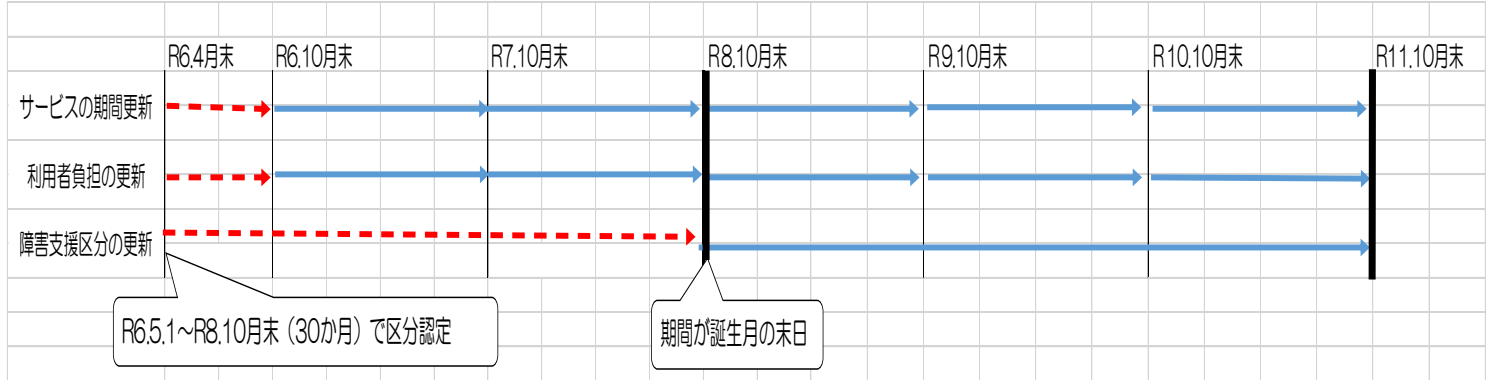 R6.4月末 R6.10月末 R7.10月末 R8.10月末 R9.10月末 R10.10月末 R11.10月末
サービスの期間更新
利用者負担の更新
障害支援区分の更新
R6.5.1～R8.10月末（30か月）で区分認定
期間が誕生月の末日